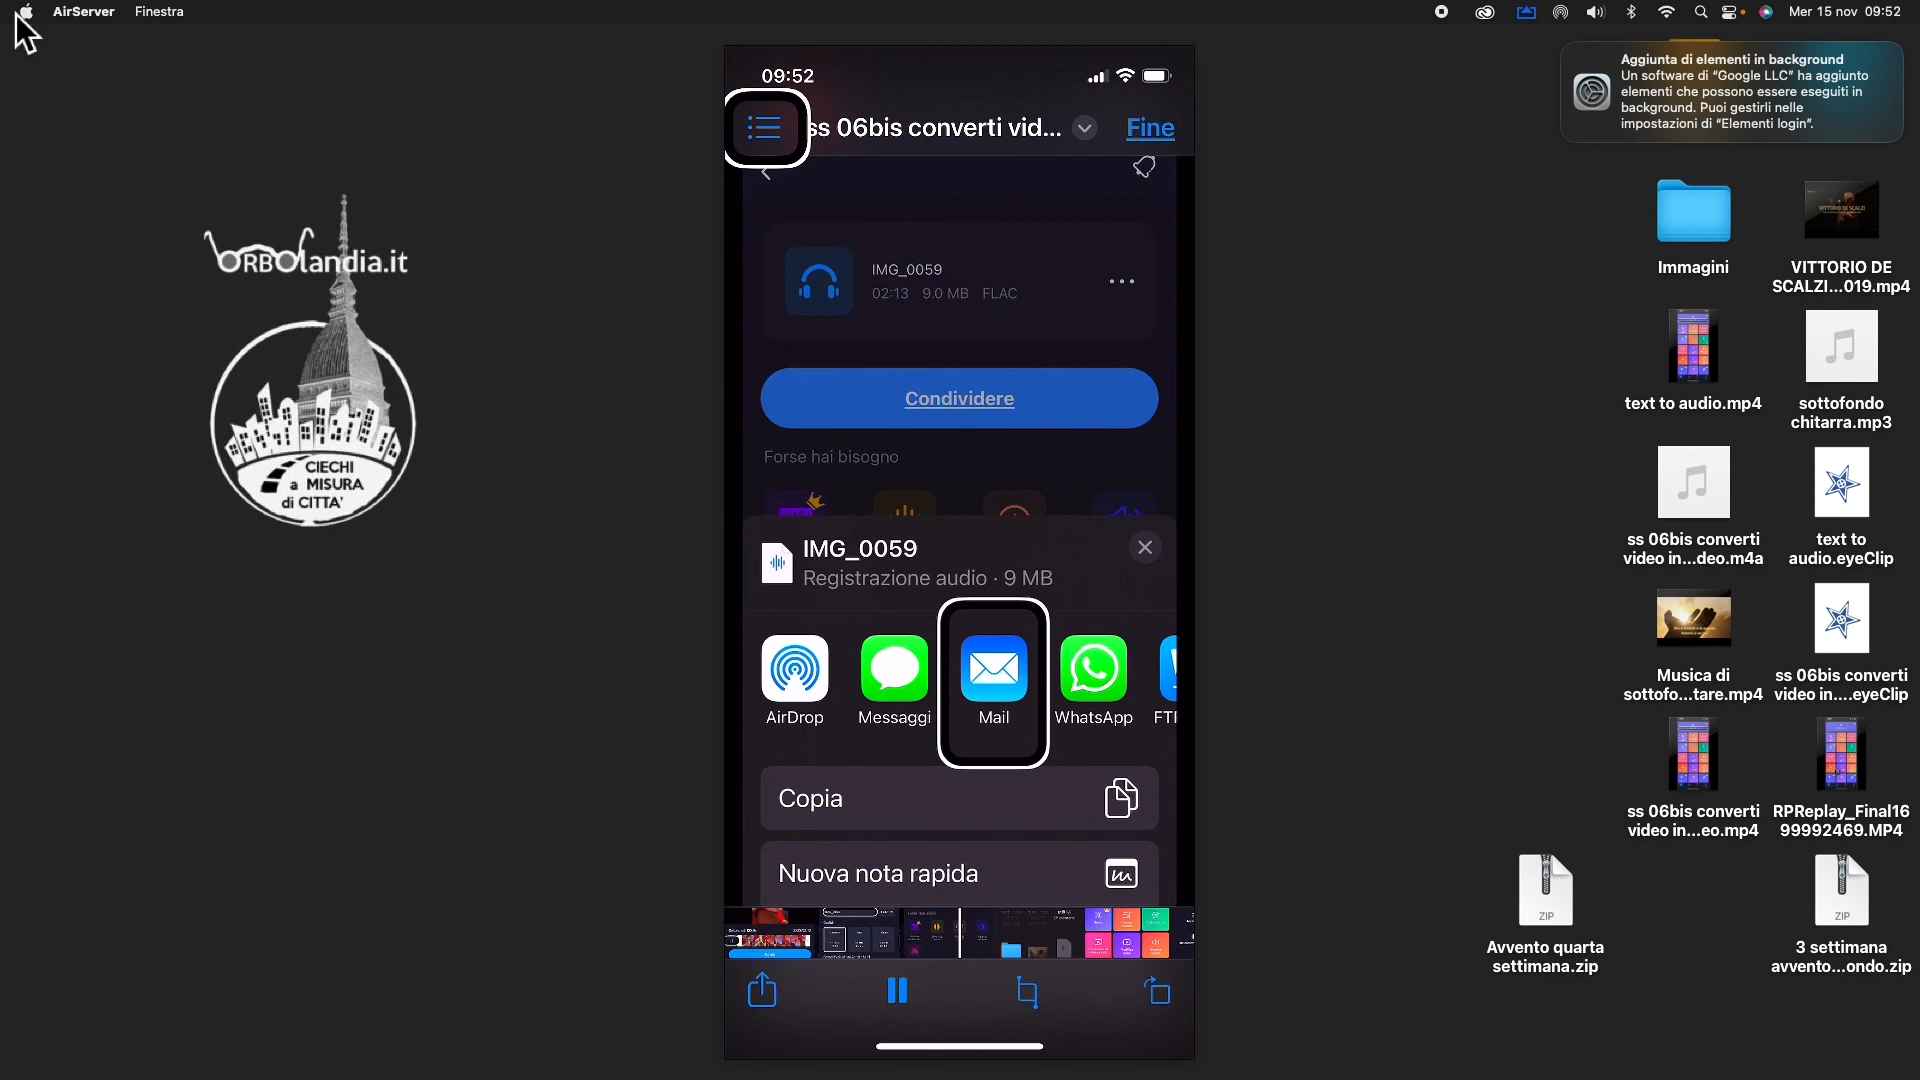 AirServer Finestra
Mer 15 nov 09:52
Aggiunta di elementi in background
Un software di “Google LLC” ha aggiunto
elementi che possono essere eseguiti in
background. Puoi gestirli nelle
impostazioni di “Elementi login”.
ORBOlandia.it
CIECHI
a MISURA
di CITTA'
09:52
ss 06bis converti vid...
Fine
IMG_0059
02:13 9.0 MB FLAC
Condividere
Forse hai bisogno
IMG_0059
Registrazione audio · 9 MB
AirDrop
Messaggi
Mail
WhatsApp
Copia
Nuova nota rapida
Immagini
VITTORIO DE SCALZI
VITTORIO DE
SCALZI...019.mp4
text to audio.mp4
sottofondo
chitarra.mp3
ss 06bis converti
video in...deo.m4a
text to
audio.eyeClip
Musica di
sottofo...tare.mp4
ss 06bis converti
video in....eyeClip
ss 06bis converti
video in...eo.mp4
RPReplay_Final16
99992469.MP4
ZIP
Avvento quarta
settimana.zip
ZIP
3 settimana
avvento...ondo.zip